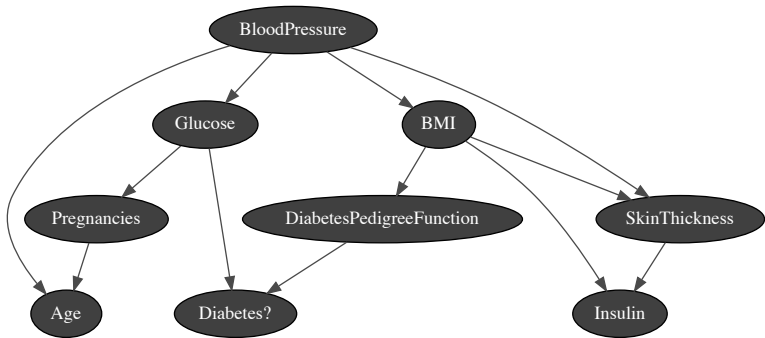 BloodPressure
Glucose
BMI
Pregnancies
DiabetesPedigreeFunction
SkinThickness
Age
Diabetes?
Insulin